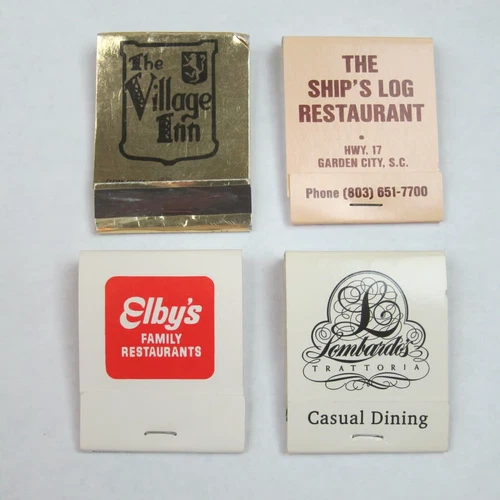 The
Village
Inn
THE
SHIP'S LOG
RESTAURANT
•
HWY. 17
GARDEN CITY, S.C.
Phone (803) 651-7700
Elby's
FAMILY
RESTAURANTS
L
Lombardo's
TRATTORIA
Casual Dining